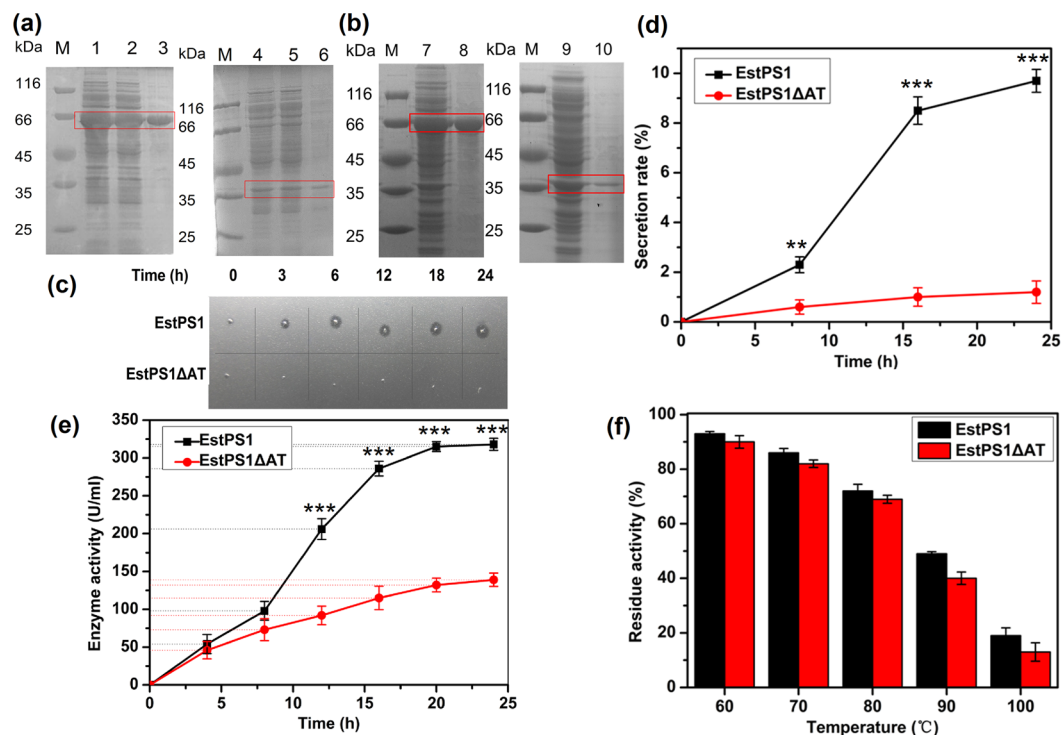 (a)
kDa M 1 2 3
116
66
45
35
25
kDa M 4 5 6
116
66
45
35
25
(b)
kDa M 7 8
116
66
45
35
25
M 9 10
66
45
35
25
(c)
Time (h) 0 3 6 12 18 24
EstPS1
EstPS1ΔAT
(d)
EstPS1
EstPS1ΔAT
Secretion rate (%)
10
8
6
4
2
0
** *** ***
0 5 10 15 20 25
Time (h)
(e)
EstPS1
EstPS1ΔAT
Enzyme activity (U/ml)
350
300
250
200
150
100
50
0
*** *** *** ***
0 5 10 15 20 25
Time (h)
(f)
EstPS1
EstPS1ΔAT
Residue activity (%)
100
80
60
40
20
0
60 70 80 90 100
Temperature (℃)